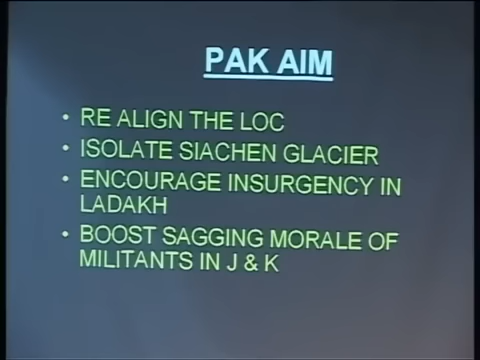 PAK AIM
• RE ALIGN THE LOC
• ISOLATE SIACHEN GLACIER
• ENCOURAGE INSURGENCY IN
LADAKH
• BOOST SAGGING MORALE OF
MILITANTS IN J & K